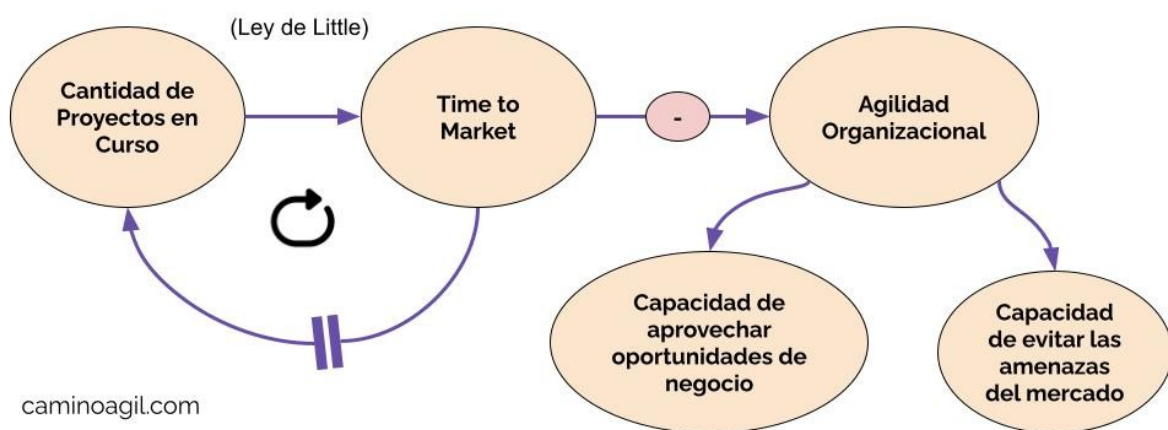 (Ley de Little)
Cantidad de
Proyectos en
Curso
Time to
Market
-
Agilidad
Organizacional
Capacidad de
aprovechar
oportunidades de
negocio
Capacidad
de evitar las
amenazas
del mercado
caminoagil.com